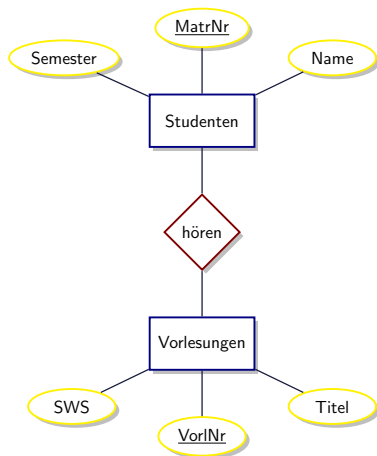 MatrNr
Semester
Name
Studenten
hören
Vorlesungen
SWS
Titel
VorlNr